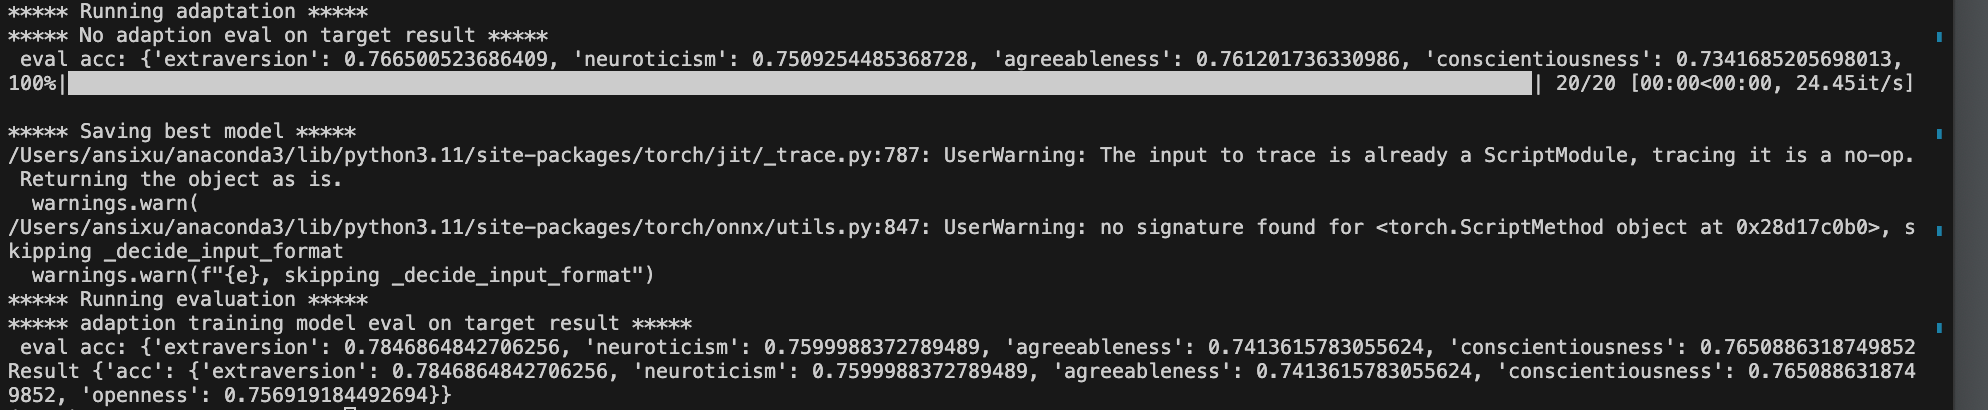 ***** Running adaptation *****
***** No adaption eval on target result *****
 eval acc: {'extraversion': 0.766500523686409, 'neuroticism': 0.7509254485368728, 'agreeableness': 0.761201736330986, 'conscientiousness': 0.7341685205698013,
100%|| 20/20 [00:00<00:00, 24.45it/s]
***** Saving best model *****
/Users/ansixu/anaconda3/lib/python3.11/site-packages/torch/jit/_trace.py:787: UserWarning: The input to trace is already a ScriptModule, tracing it is a no-op.
 Returning the object as is.
  warnings.warn(
/Users/ansixu/anaconda3/lib/python3.11/site-packages/torch/onnx/utils.py:847: UserWarning: no signature found for <torch.ScriptMethod object at 0x28d17c0b0>, s
kipping _decide_input_format
  warnings.warn(f"{e}, skipping _decide_input_format")
***** Running evaluation *****
***** adaption training model eval on target result *****
 eval acc: {'extraversion': 0.7846864842706256, 'neuroticism': 0.7599988372789489, 'agreeableness': 0.7413615783055624, 'conscientiousness': 0.7650886318749852
Result {'acc': {'extraversion': 0.7846864842706256, 'neuroticism': 0.7599988372789489, 'agreeableness': 0.7413615783055624, 'conscientiousness': 0.765088631874
9852, 'openness': 0.756919184492694}}